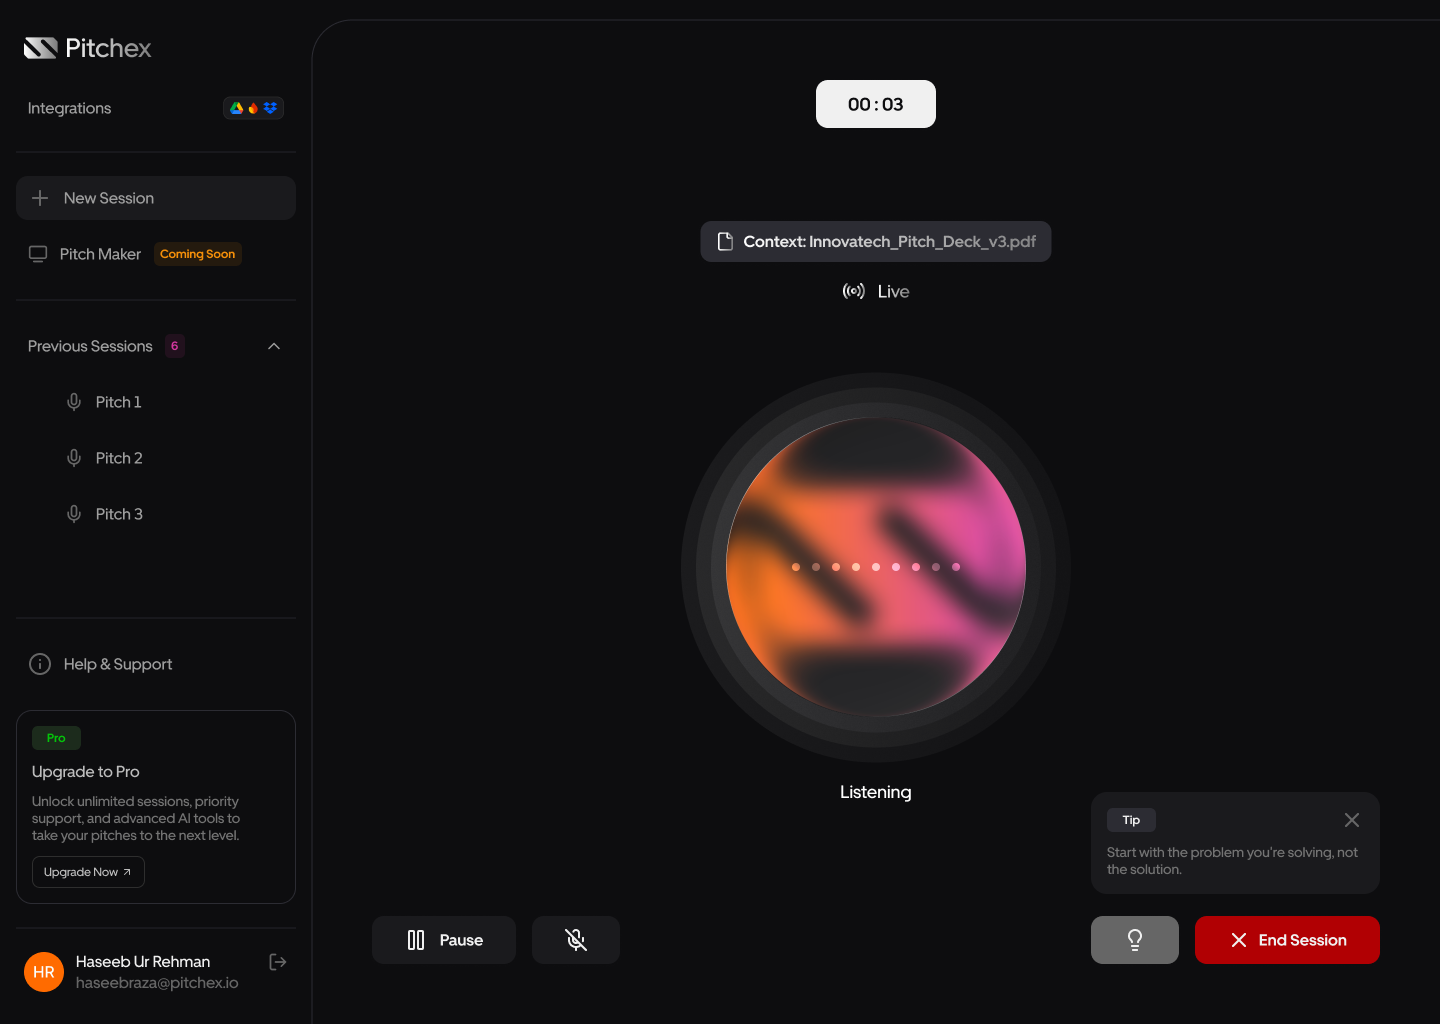 Pitchex
Integrations
New Session
Pitch Maker
Coming Soon
Previous Sessions
6
Pitch 1
Pitch 2
Pitch 3
Help & Support
Pro
Upgrade to Pro
Unlock unlimited sessions, priority
support, and advanced AI tools to
take your pitches to the next level.
Upgrade Now
HR
Haseeb Ur Rehman
haseebraza@pitchex.io
00 : 03
Context: Innovatech_Pitch_Deck_v3.pdf
Live
Listening
Tip
Start with the problem you're solving, not
the solution.
Pause
End Session